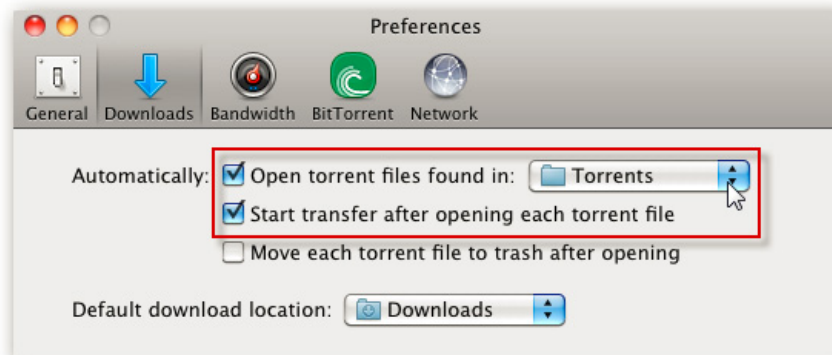 Preferences
General Downloads Bandwidth BitTorrent Network
Automatically: Open torrent files found in: Torrents
Start transfer after opening each torrent file
Move each torrent file to trash after opening
Default download location: Downloads